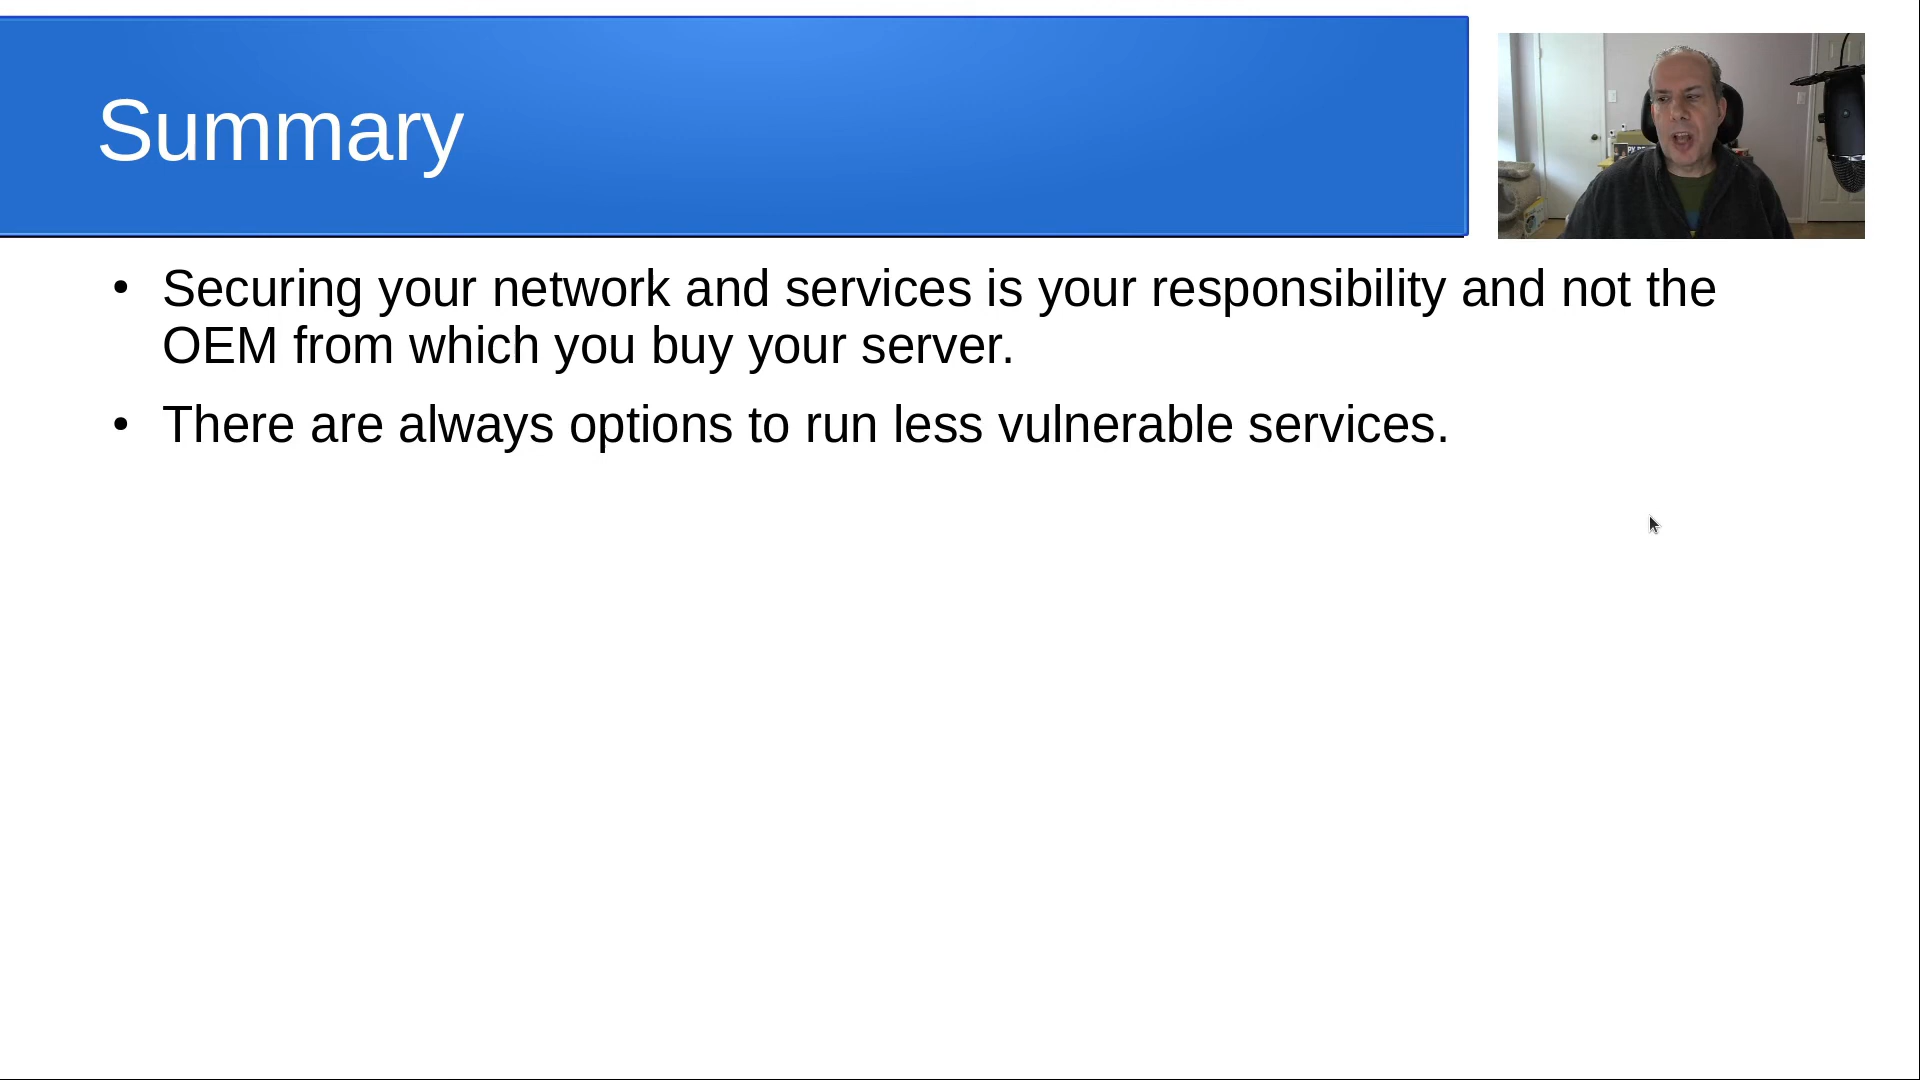 Summary
• Securing your network and services is your responsibility and not the
OEM from which you buy your server.
• There are always options to run less vulnerable services.